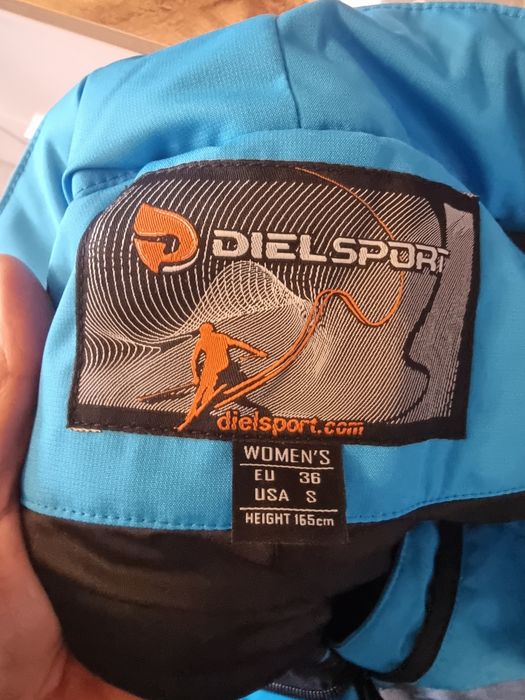 DIELSPORT
dielsport.com
WOMEN'S
EU 36
USA S
HEIGHT 165cm